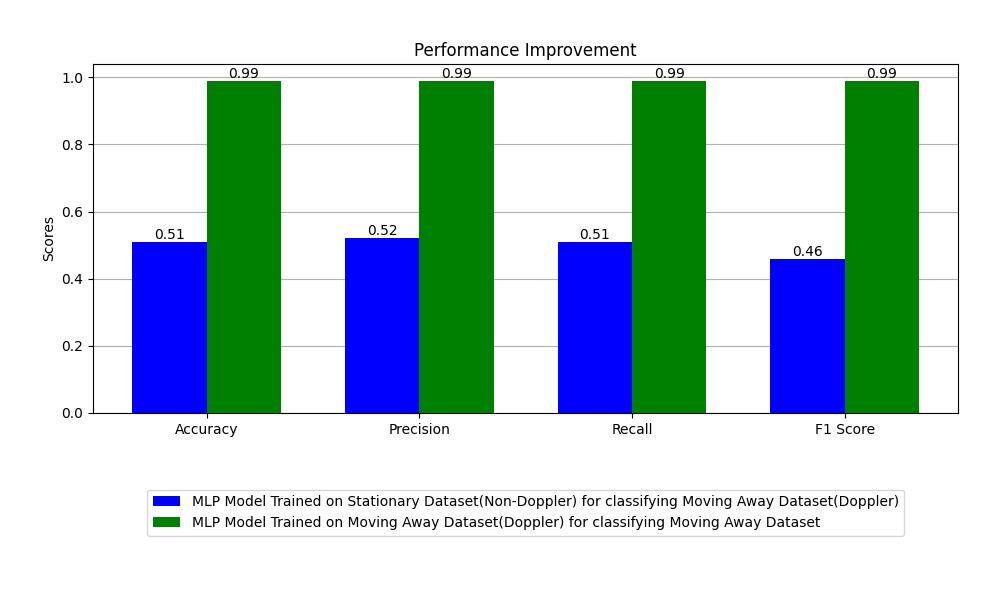 Performance Improvement
Scores
1.0
0.8
0.6
0.4
0.2
0.0
0.51
0.99
0.52
0.99
0.51
0.99
0.46
0.99
Accuracy
Precision
Recall
F1 Score
MLP Model Trained on Stationary Dataset(Non-Doppler) for classifying Moving Away Dataset(Doppler)
MLP Model Trained on Moving Away Dataset(Doppler) for classifying Moving Away Dataset